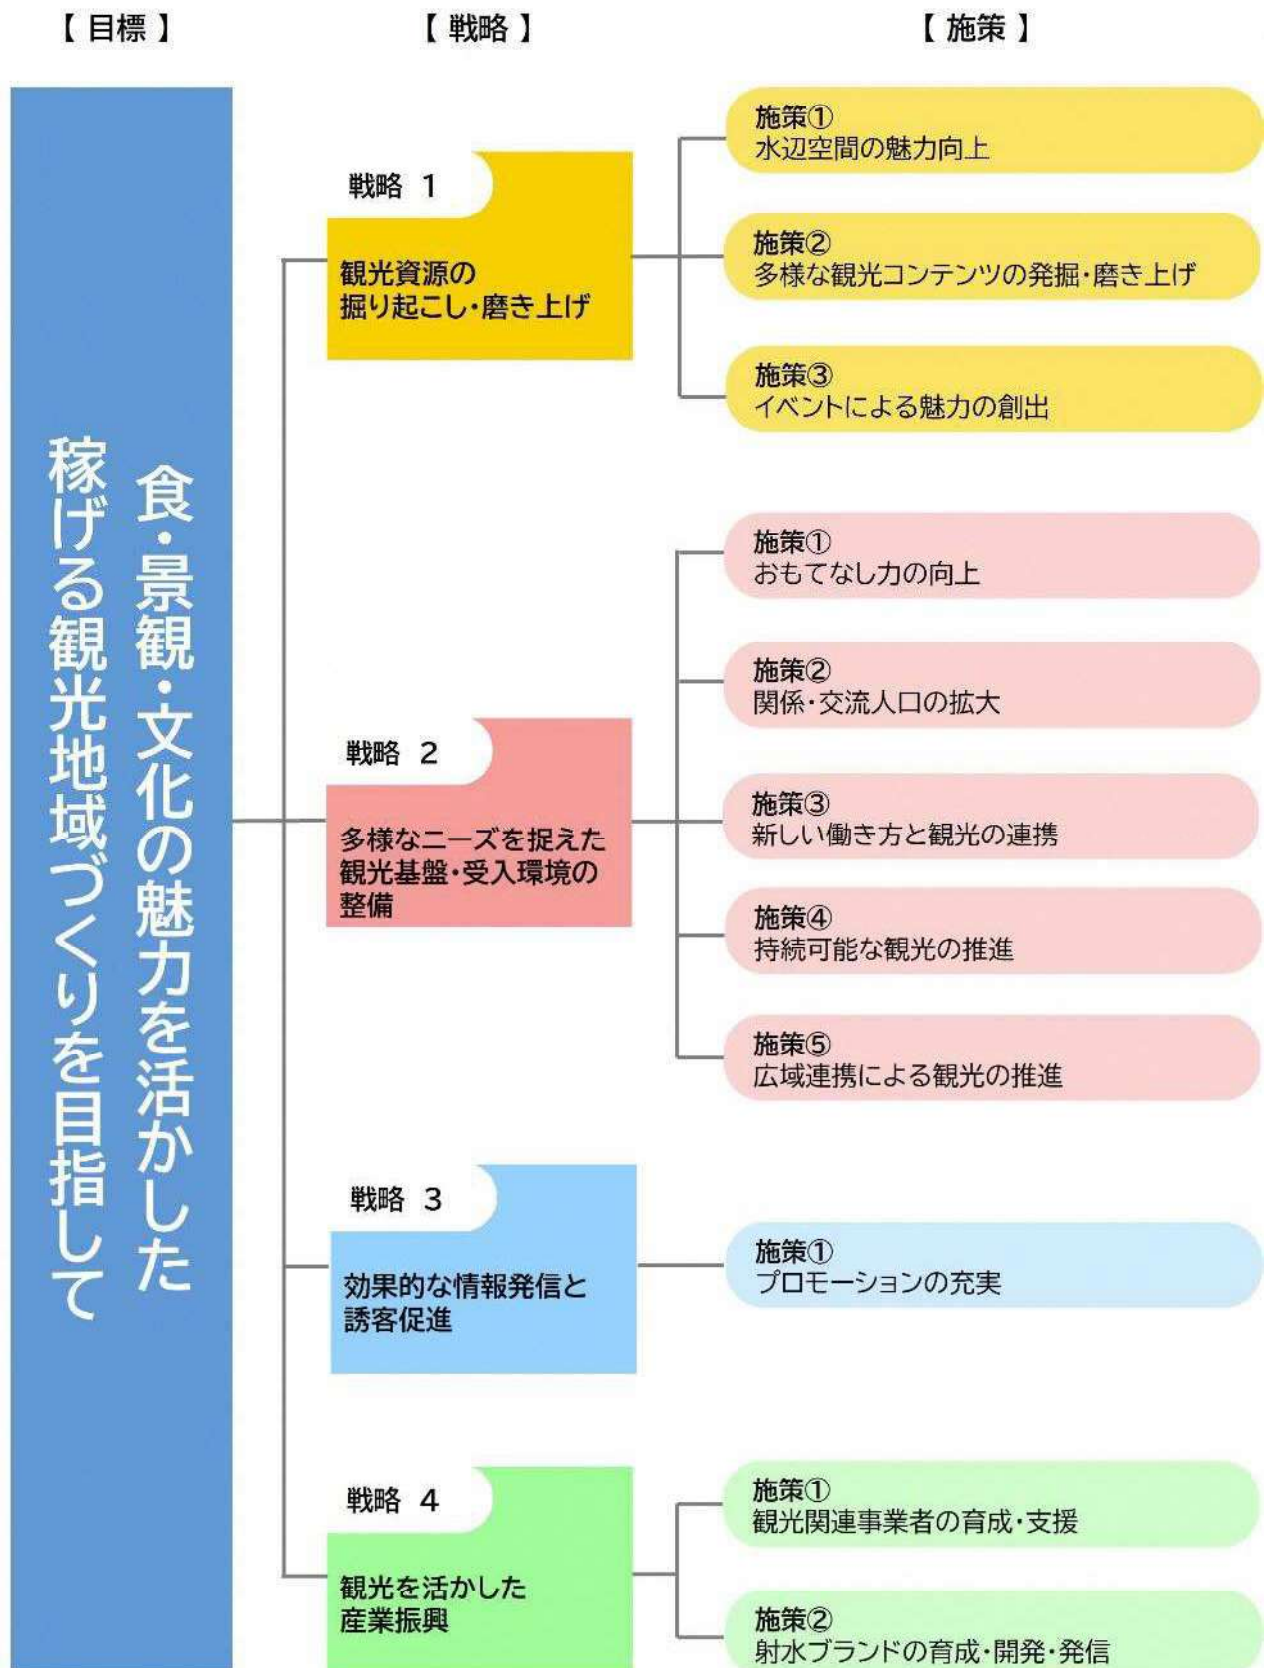 【 目標 】
【 戦略 】
【 施策 】
食・景観・文化の魅力を活かした
稼げる観光地域づくりを目指して
戦略 1
観光資源の
掘り起こし・磨き上げ
施策①
水辺空間の魅力向上
施策②
多様な観光コンテンツの発掘・磨き上げ
施策③
イベントによる魅力の創出
戦略 2
多様なニーズを捉えた
観光基盤・受入環境の
整備
施策①
おもてなし力の向上
施策②
関係・交流人口の拡大
施策③
新しい働き方と観光の連携
施策④
持続可能な観光の推進
施策⑤
広域連携による観光の推進
戦略 3
効果的な情報発信と
誘客促進
施策①
プロモーションの充実
戦略 4
観光を活かした
産業振興
施策①
観光関連事業者の育成・支援
施策②
射水ブランドの育成・開発・発信